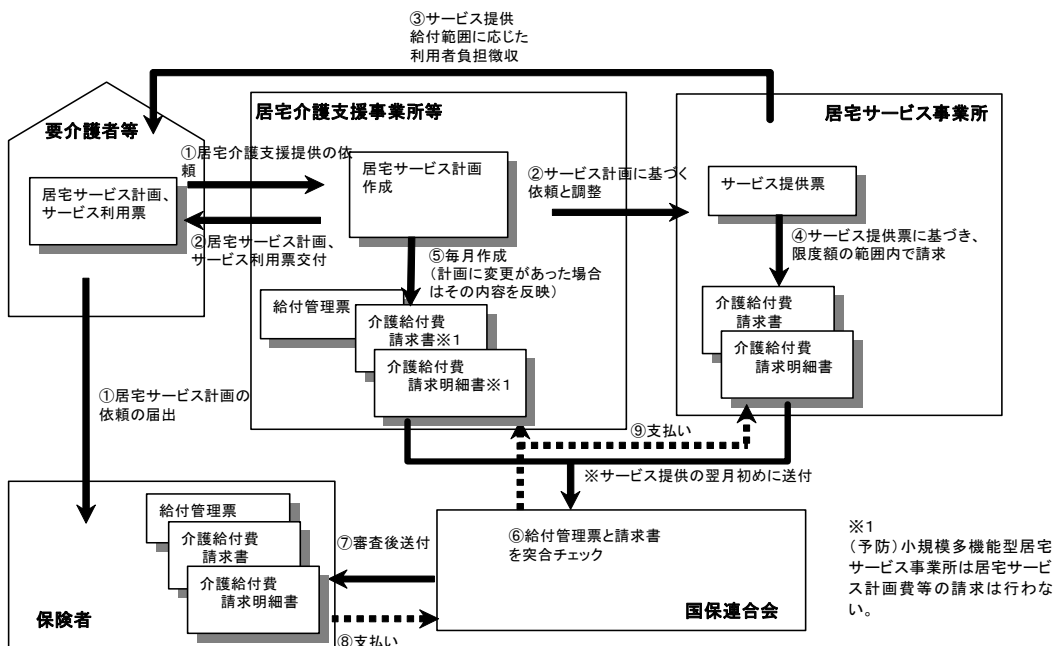 ③サービス提供
給付範囲に応じた
利用者負担徴収
要介護者等
居宅サービス計画、
サービス利用票
①居宅介護支援提供の依
頼
②居宅サービス計画、
サービス利用票交付
居宅介護支援事業所等
居宅サービス計画
作成
②サービス計画に基づく
依頼と調整
⑤毎月作成
(計画に変更があった場合
はその内容を反映)
給付管理票
介護給付費
請求書※1
介護給付費
請求明細書※1
居宅サービス事業所
サービス提供票
④サービス提供票に基づき、
限度額の範囲内で請求
介護給付費
請求書
介護給付費
請求明細書
①居宅サービス計画の
依頼の届出
⑨支払い
※サービス提供の翌月初めに送付
給付管理票
介護給付費
請求書
介護給付費
請求明細書
保険者
⑦審査後送付
⑧支払い
⑥給付管理票と請求書
を突合チェック
国保連合会
※1
(予防)小規模多機能型居宅
サービス事業所は居宅サービ
ス計画費等の請求は行わな
い。